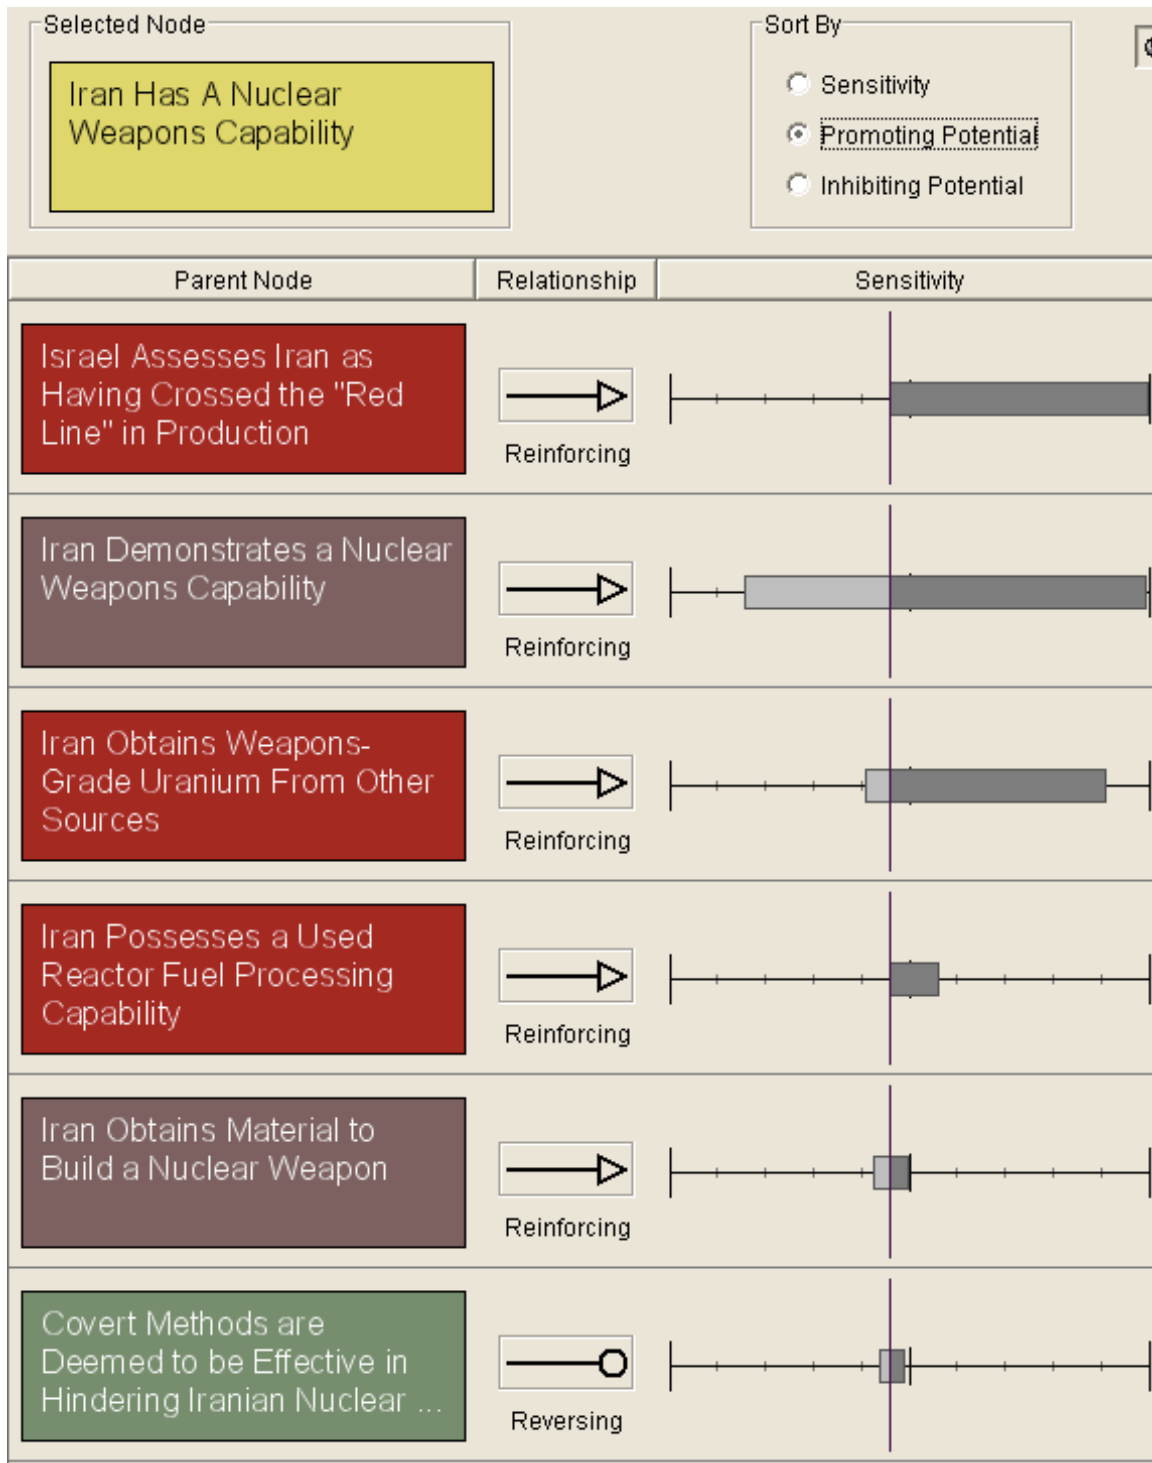 Selected Node
Iran Has A Nuclear
Weapons Capability
Sort By
Sensitivity
Promoting Potential
Inhibiting Potential
Parent Node
Relationship
Sensitivity
Israel Assesses Iran as
Having Crossed the "Red
Line" in Production
Reinforcing
Iran Demonstrates a Nuclear
Weapons Capability
Reinforcing
Iran Obtains Weapons-
Grade Uranium From Other
Sources
Reinforcing
Iran Possesses a Used
Reactor Fuel Processing
Capability
Reinforcing
Iran Obtains Material to
Build a Nuclear Weapon
Reinforcing
Covert Methods are
Deemed to be Effective in
Hindering Iranian Nuclear ...
Reversing